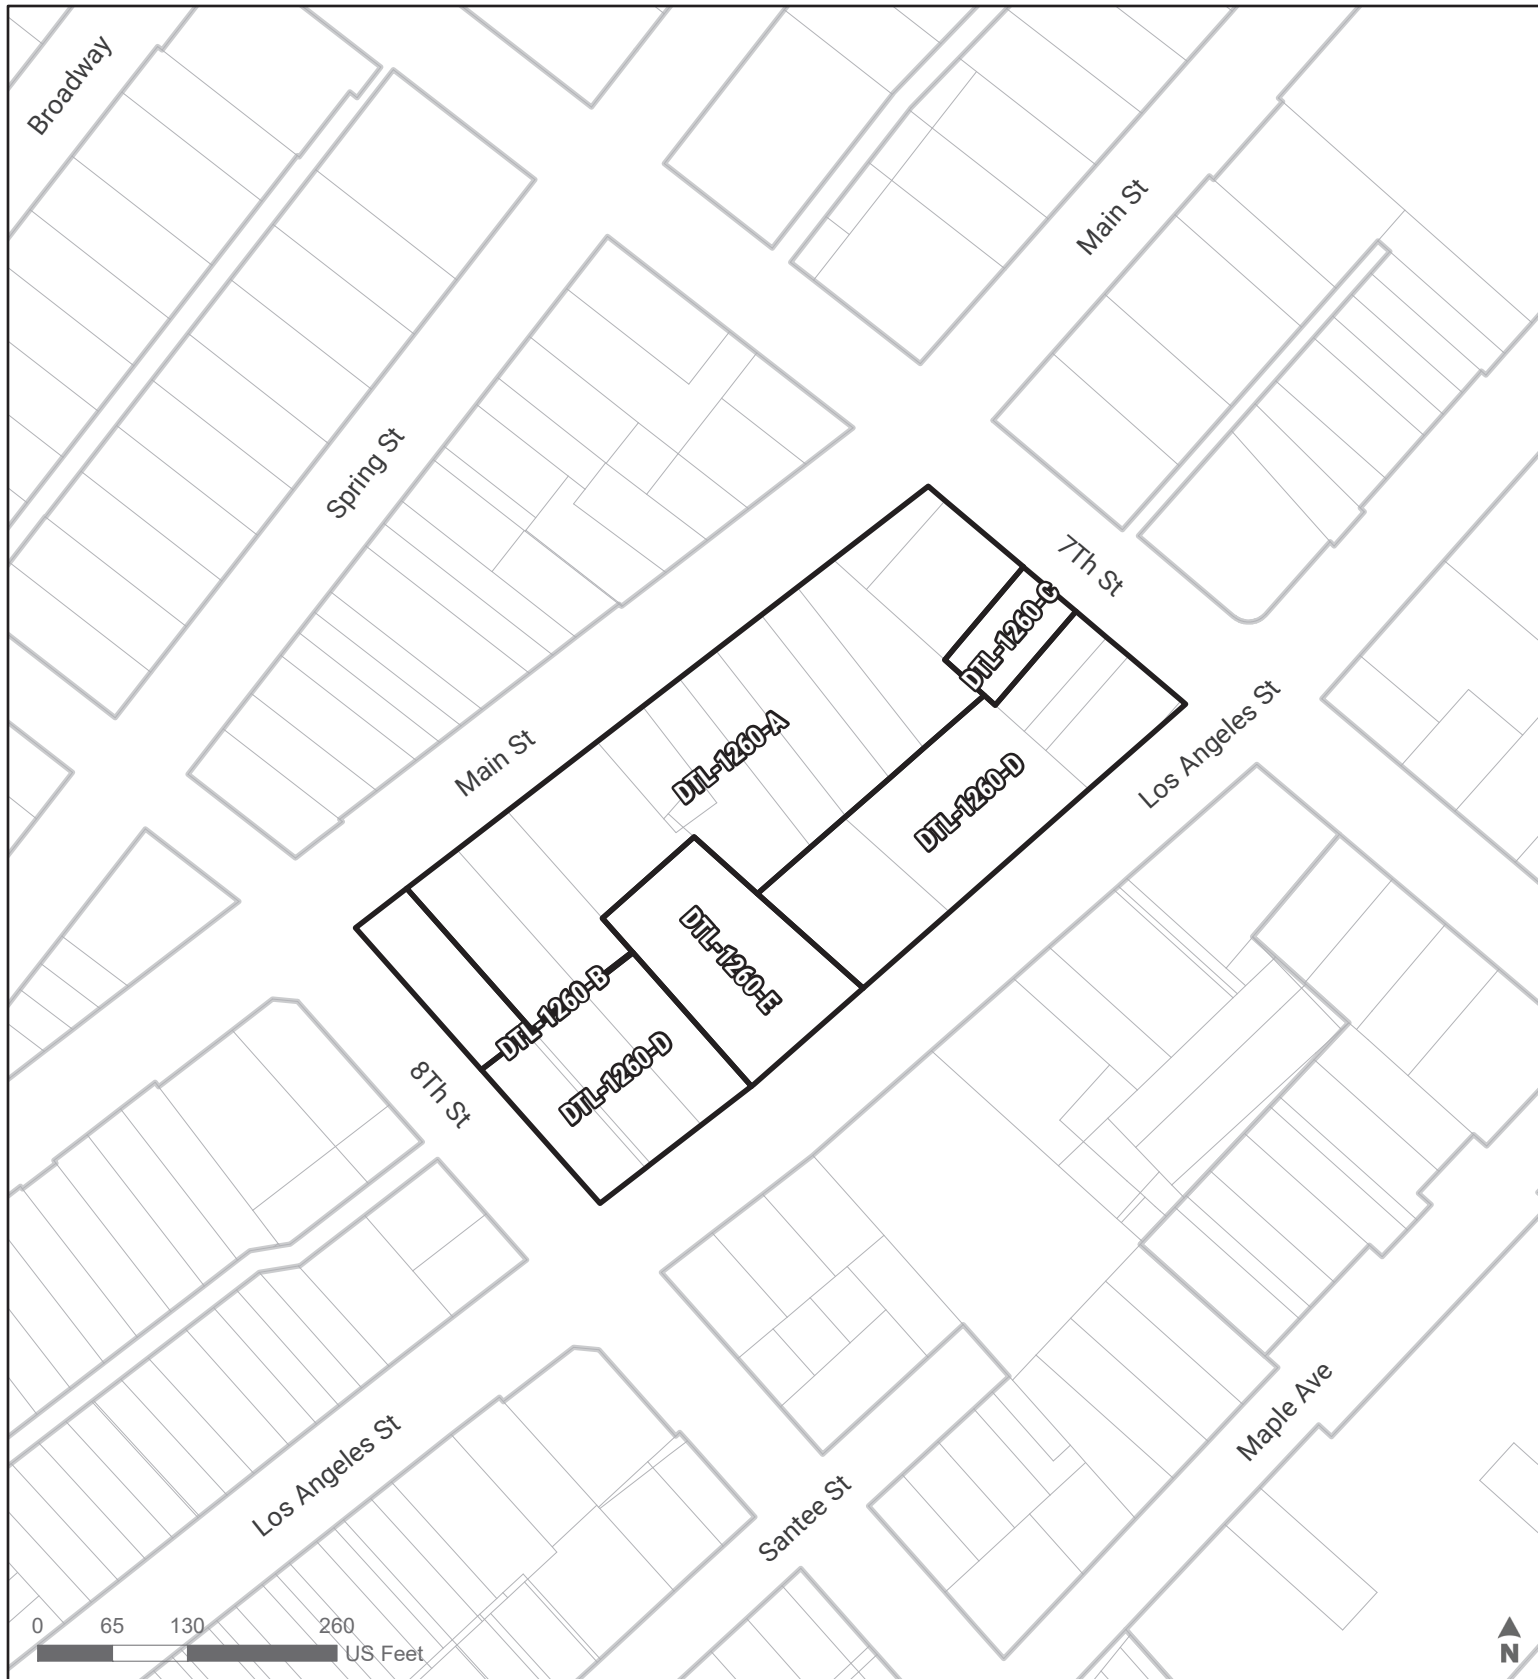 Broadway
Main St
Spring St
7Th St
DTL-1260-C
Los Angeles St
Main St
DTL-1260-A
DTL-1260-D
DTL-1260-E
DTL-1260-B
DTL-1260-D
8Th St
Maple Ave
Los Angeles St
Santee St
0 65 130 260
US Feet
N